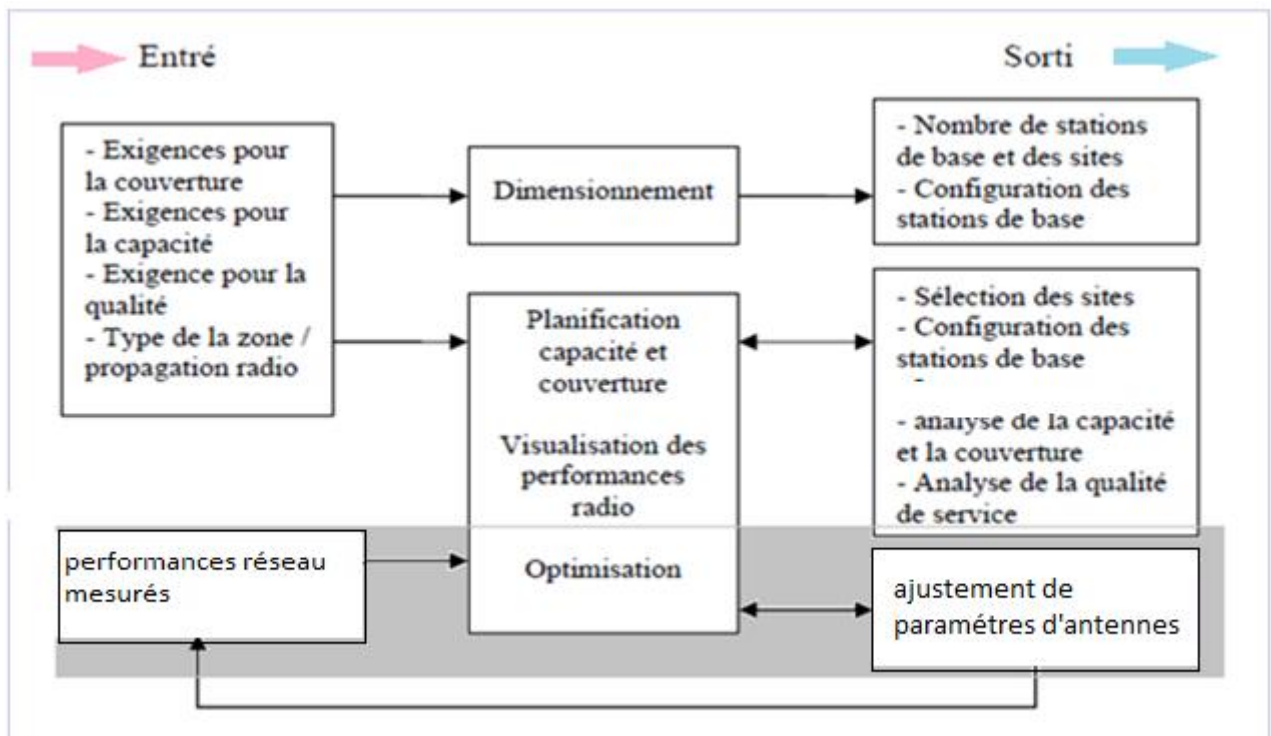 Entré
Sorti
- Exigences pour
la couverture
- Exigences pour
la capacité
- Exigence pour la
qualité
- Type de la zone /
propagation radio
Dimensionnement
- Nombre de stations
de base et des sites
- Configuration des
stations de base
Planification
capacité et
couverture
Visualisation des
performances
radio
Optimisation
- Sélection des sites
- Configuration des
stations de base
-
- analyse de la capacité
et la couverture
- Analyse de la qualité
de service
performances réseau
mesurés
ajustement de
paramétres d'antennes